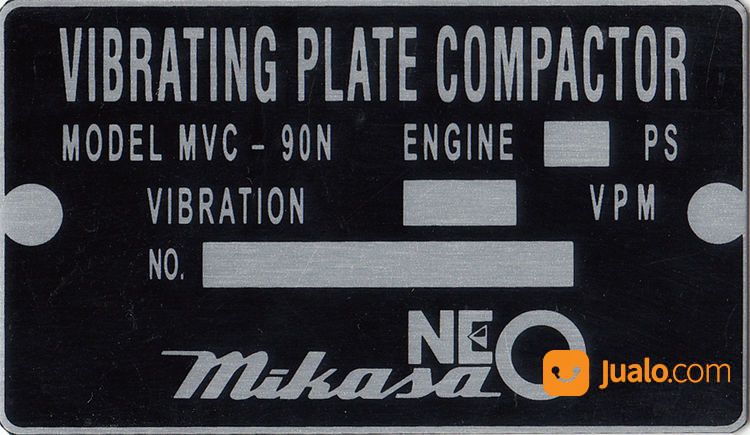 VIBRATING PLATE COMPACTOR
MODEL MVC - 90N ENGINE PS
VIBRATION VPM
NO.
NEO
Mikasa
jualo.com